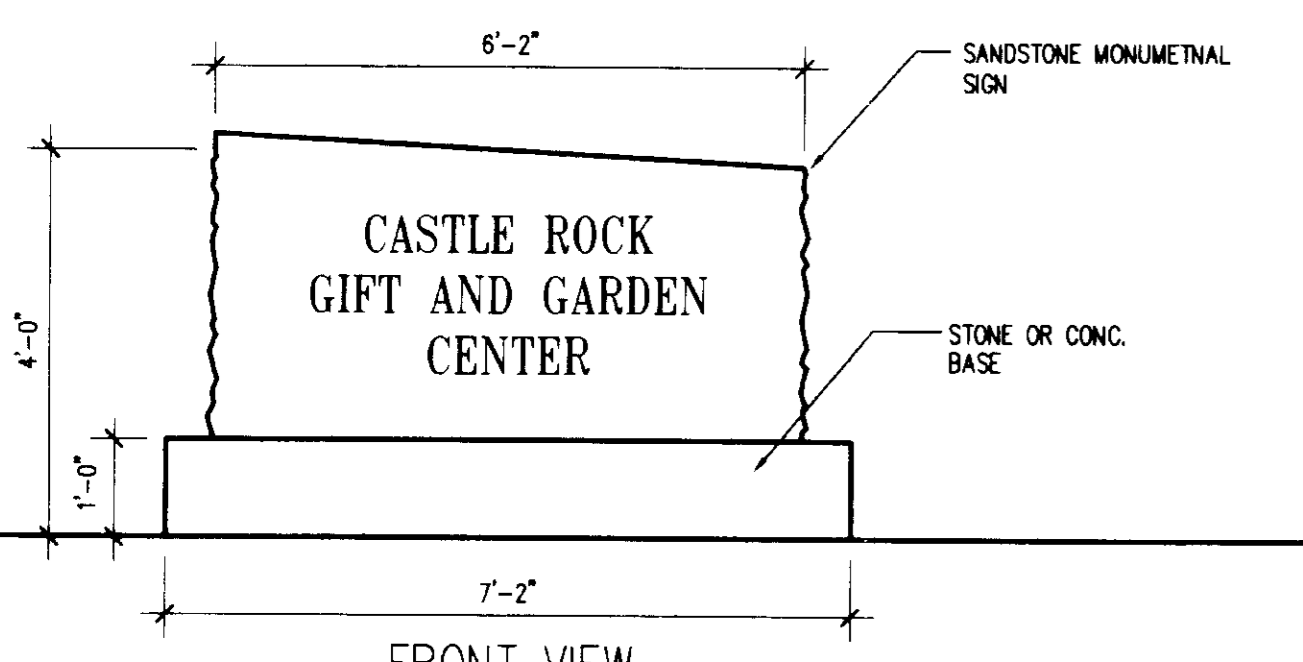 6'-2"
SANDSTONE MONUMETNAL
SIGN
CASTLE ROCK
GIFT AND GARDEN
CENTER
4'-0"
STONE OR CONC.
BASE
1'-0"
7'-2"
FRONT VIEW